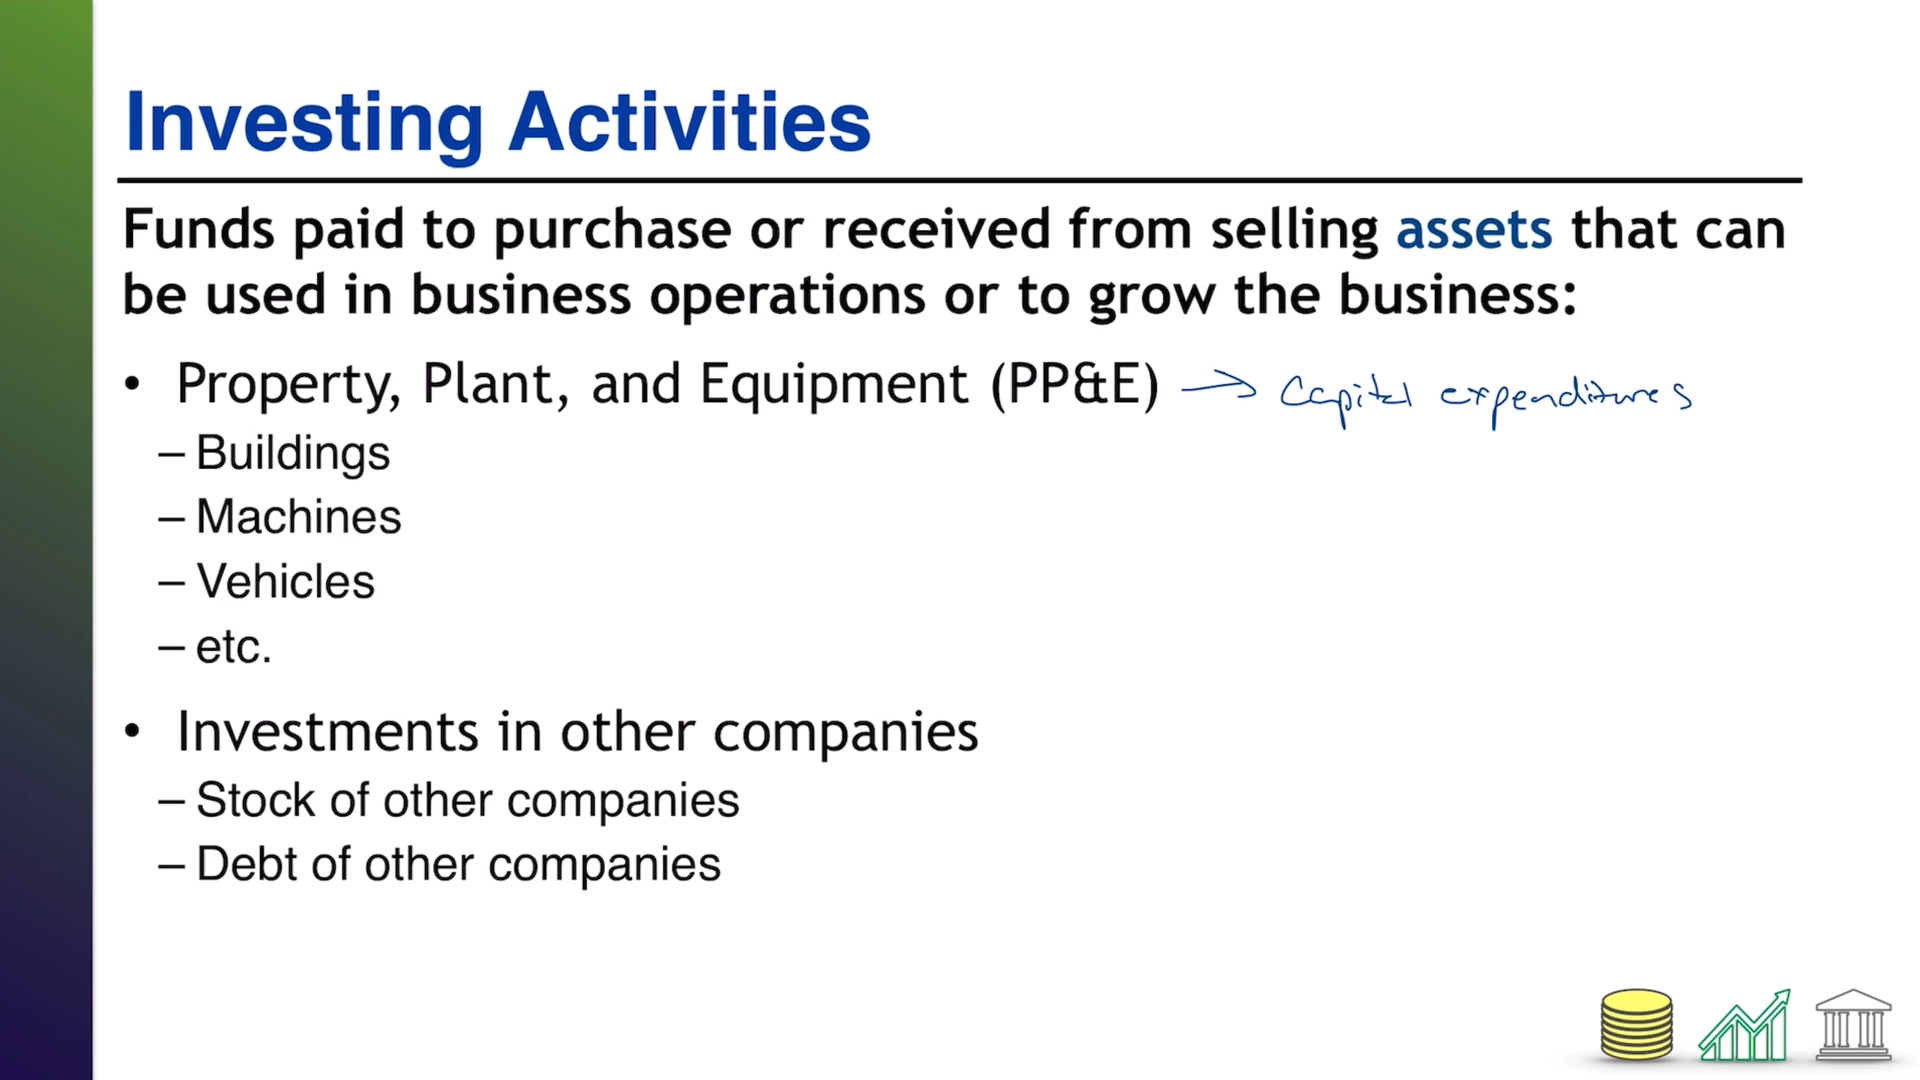 Investing Activities
Funds paid to purchase or received from selling assets that can
be used in business operations or to grow the business:
• Property, Plant, and Equipment (PP&E) → Capital expenditures
– Buildings
– Machines
– Vehicles
– etc.
• Investments in other companies
– Stock of other companies
– Debt of other companies